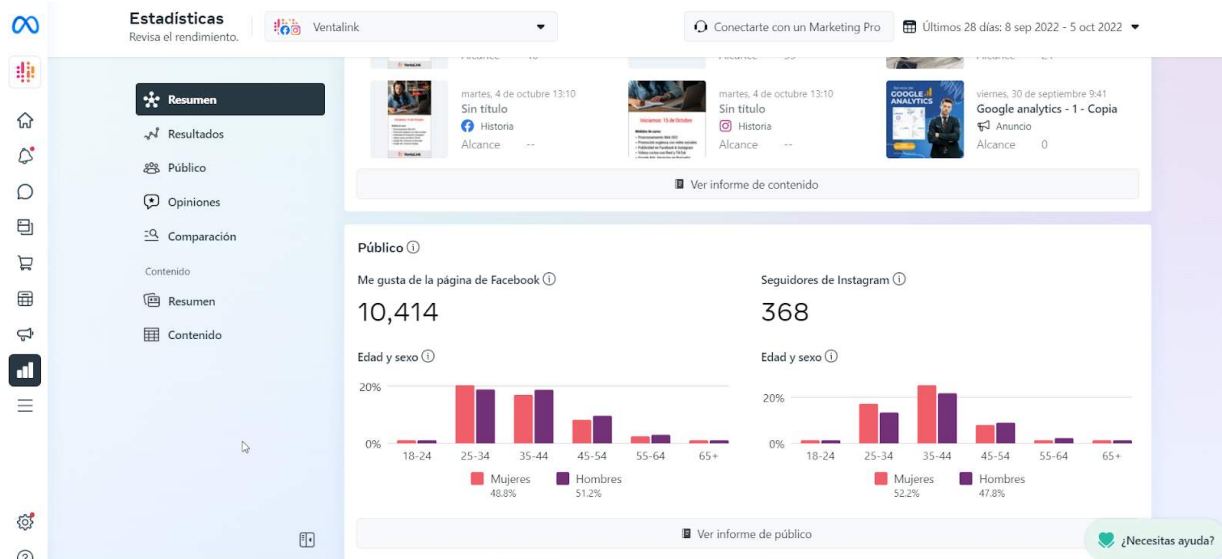 Estadísticas
Revisa el rendimiento.
Ventalink
Conectarte con un Marketing Pro
Últimos 28 días: 8 sep 2022 - 5 oct 2022
Resumen
Resultados
Público
Opiniones
Comparación
Contenido
Resumen
Contenido
martes, 4 de octubre 13:10
Sin título
Historia
Alcance --
martes, 4 de octubre 13:10
Sin título
Historia
Alcance --
GOOGLE
ANALYTICS
viernes, 30 de septiembre 9:41
Google analytics - 1 - Copia
Anuncio
Alcance 0
Iniciamos: 15 de Octubre
Ver informe de contenido
Público
Me gusta de la página de Facebook
10,414
Edad y sexo
20%
0%
18-24 25-34 35-44 45-54 55-64 65+
Mujeres Hombres
48.8% 51.2%
Seguidores de Instagram
368
Edad y sexo
20%
0%
18-24 25-34 35-44 45-54 55-64 65+
Mujeres Hombres
52.2% 47.8%
Ver informe de público
¿Necesitas ayuda?